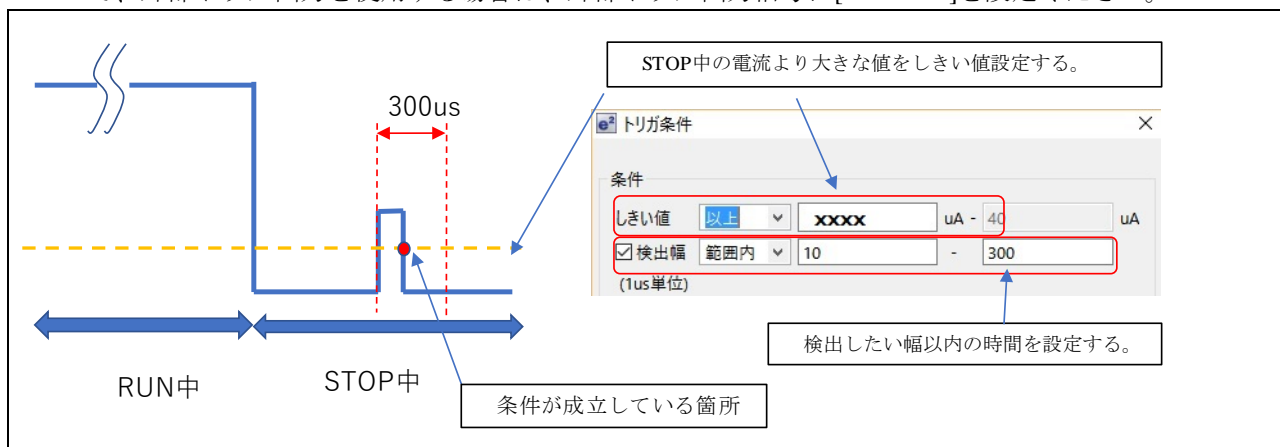 STOP中の電流より大きな値をしきい値設定する。
300us
e² トリガ条件
条件
しきい値 以上 xxxx uA - 40 uA
検出幅 範囲内 10 - 300
(1us単位)
検出したい幅以内の時間を設定する。
RUN中
STOP中
条件が成立している箇所